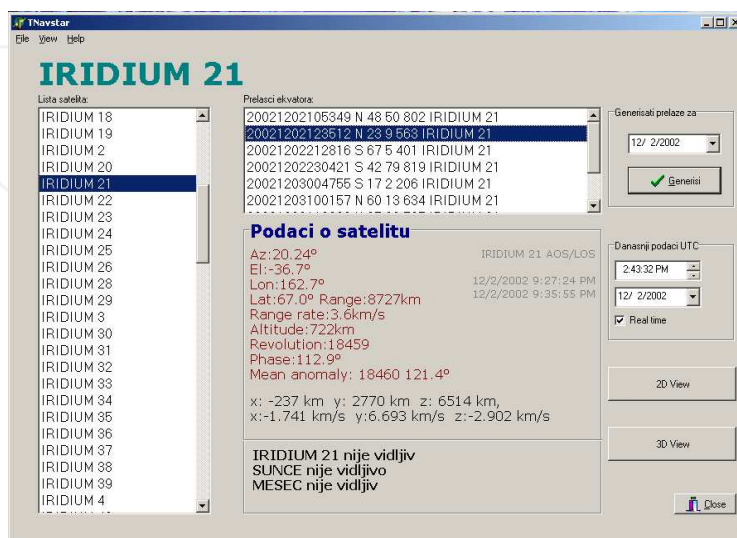 TNavstar
File View Help
IRIDIUM 21
Lista satelita:
IRIDIUM 18
IRIDIUM 19
IRIDIUM 2
IRIDIUM 20
IRIDIUM 21
IRIDIUM 22
IRIDIUM 23
IRIDIUM 24
IRIDIUM 25
IRIDIUM 26
IRIDIUM 28
IRIDIUM 29
IRIDIUM 3
IRIDIUM 30
IRIDIUM 31
IRIDIUM 32
IRIDIUM 33
IRIDIUM 34
IRIDIUM 35
IRIDIUM 36
IRIDIUM 37
IRIDIUM 38
IRIDIUM 39
IRIDIUM 4
Prelasci ekvatora:
20021202105349 N 48 50 802 IRIDIUM 21
20021202123512 N 23 9 563 IRIDIUM 21
20021202212816 S 67 5 401 IRIDIUM 21
20021202230421 S 42 79 819 IRIDIUM 21
20021203004755 S 17 2 206 IRIDIUM 21
20021203100157 N 60 13 634 IRIDIUM 21
Podaci o satelitu
Az:20.24º
El:-36.7º
Lon:162.7º
Lat:67.0º Range:8727km
Range rate:3.6km/s
Altitude:722km
Revolution:18459
Phase:112.9º
Mean anomaly: 18460 121.4º
IRIDIUM 21 AOS/LOS
12/2/2002 9:27:24 PM
12/2/2002 9:35:55 PM
x: -237 km y: 2770 km z: 6514 km,
x:-1.741 km/s y:6.693 km/s z:-2.902 km/s
IRIDIUM 21 nije vidljiv
SUNCE nije vidljivo
MESEC nije vidljiv
Generisati prelaze za
12/ 2/2002
Generisi
Danasnji podaci UTC
2:43:32 PM
12/ 2/2002
Real time
2D View
3D View
Close